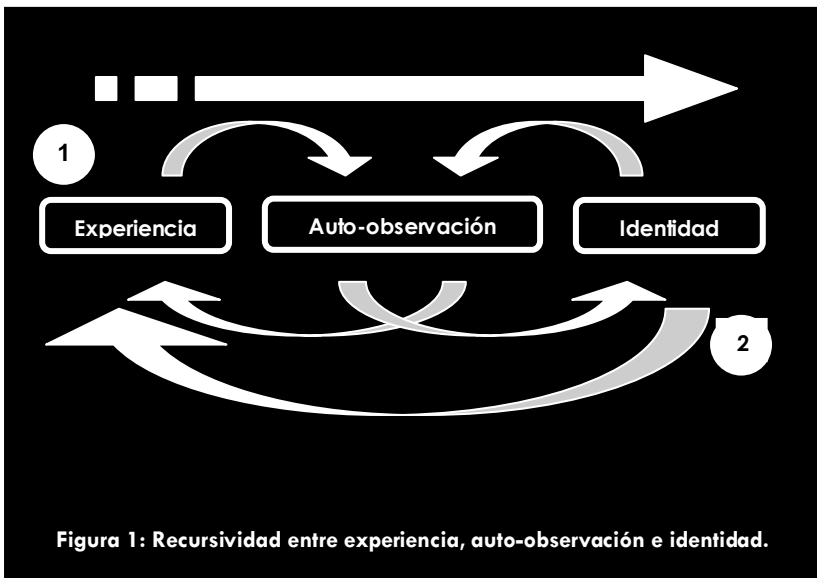 1
Experiencia
Auto-observación
Identidad
2
Figura 1: Recursividad entre experiencia, auto-observación e identidad.